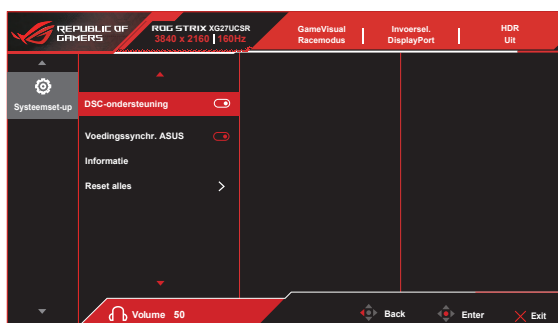 REPUBLIC OF
GAMERS
ROG STRIX XG27UCSR
3840 x 2160 160Hz
GameVisual
Racemodus
Invoersel.
DisplayPort
HDR
Uit
Systeemset-up
DSC-ondersteuning
Voedingssynchr. ASUS
Informatie
Reset alles
Volume 50
Back
Enter
Exit